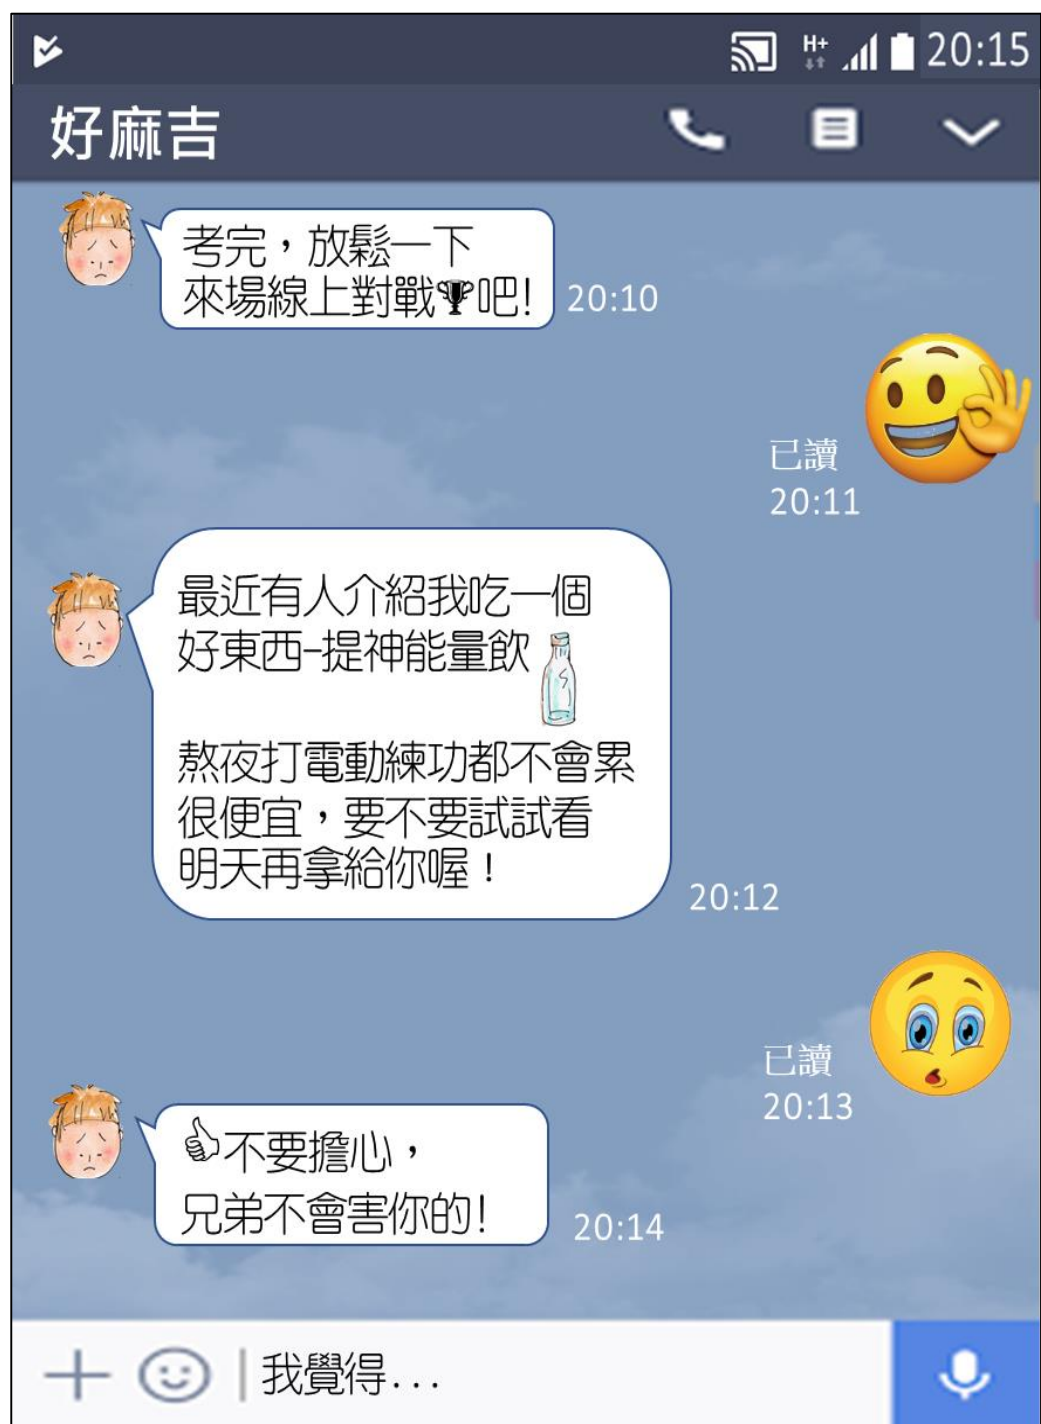 H+ 20:15
好麻吉
考完，放鬆一下
來場線上對戰🏆吧!
20:10
已讀
20:11
最近有人介紹我吃一個
好東西-提神能量飲
熬夜打電動練功都不會累
很便宜，要不要試試看
明天再拿給你喔！
20:12
已讀
20:13
👍不要擔心，
兄弟不會害你的!
20:14
我覺得...